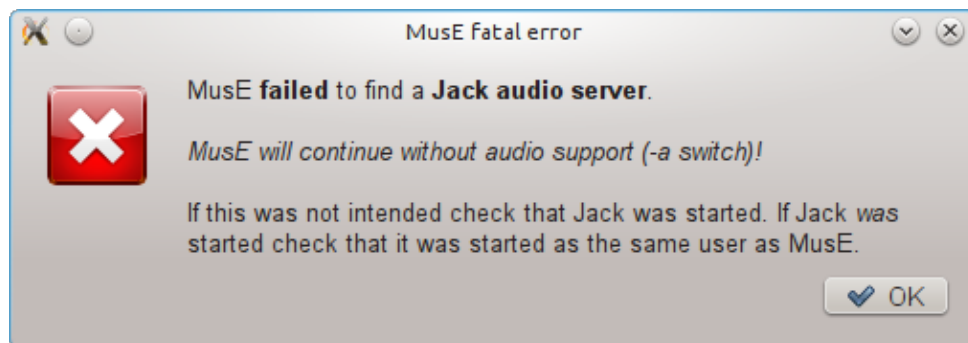 MusE fatal error
MusE failed to find a Jack audio server.
MusE will continue without audio support (-a switch)!
If this was not intended check that Jack was started. If Jack was
started check that it was started as the same user as MusE.
OK